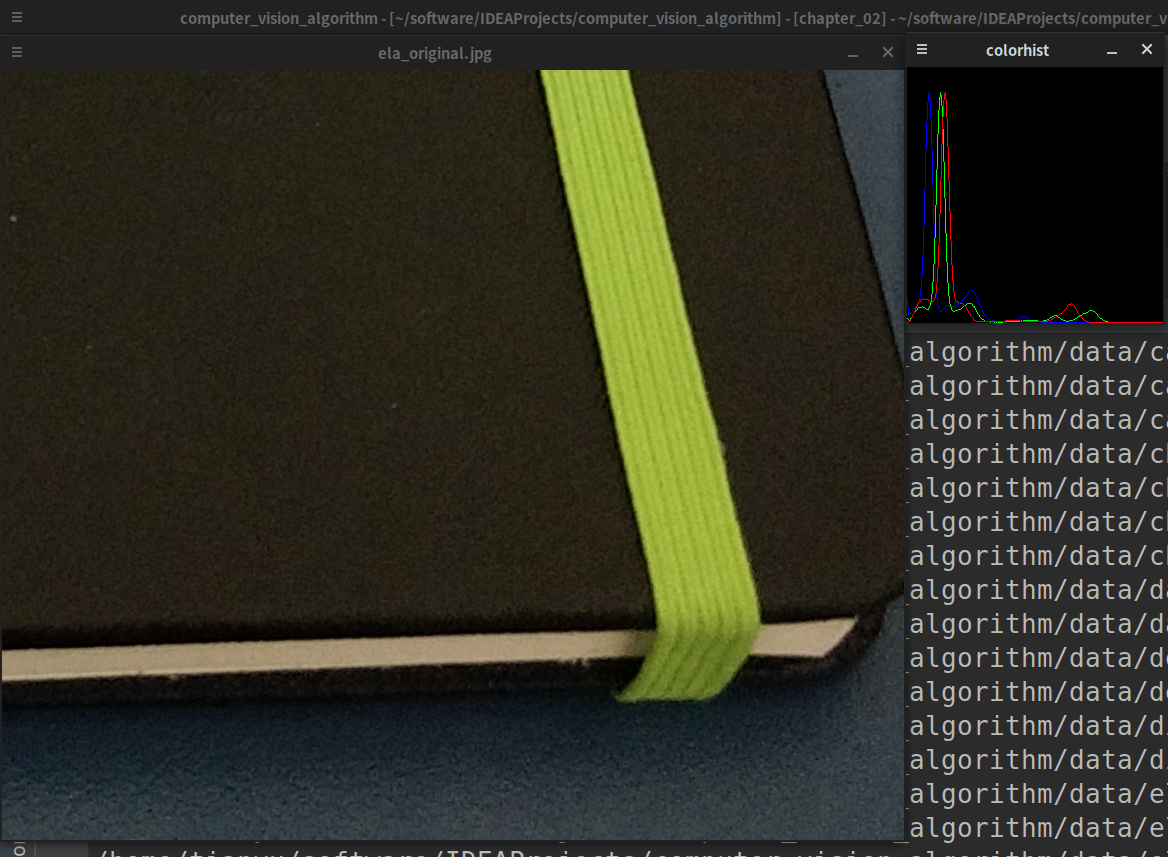 computer_vision_algorithm - [~/software/IDEAProjects/computer_vision_algorithm] - [chapter_02] - ~/software/IDEAProjects/computer_v
ela_original.jpg
colorhist
algorithm/data/ca
algorithm/data/ca
algorithm/data/ca
algorithm/data/ch
algorithm/data/ch
algorithm/data/ch
algorithm/data/ch
algorithm/data/da
algorithm/data/da
algorithm/data/de
algorithm/data/de
algorithm/data/di
algorithm/data/di
algorithm/data/el
algorithm/data/el